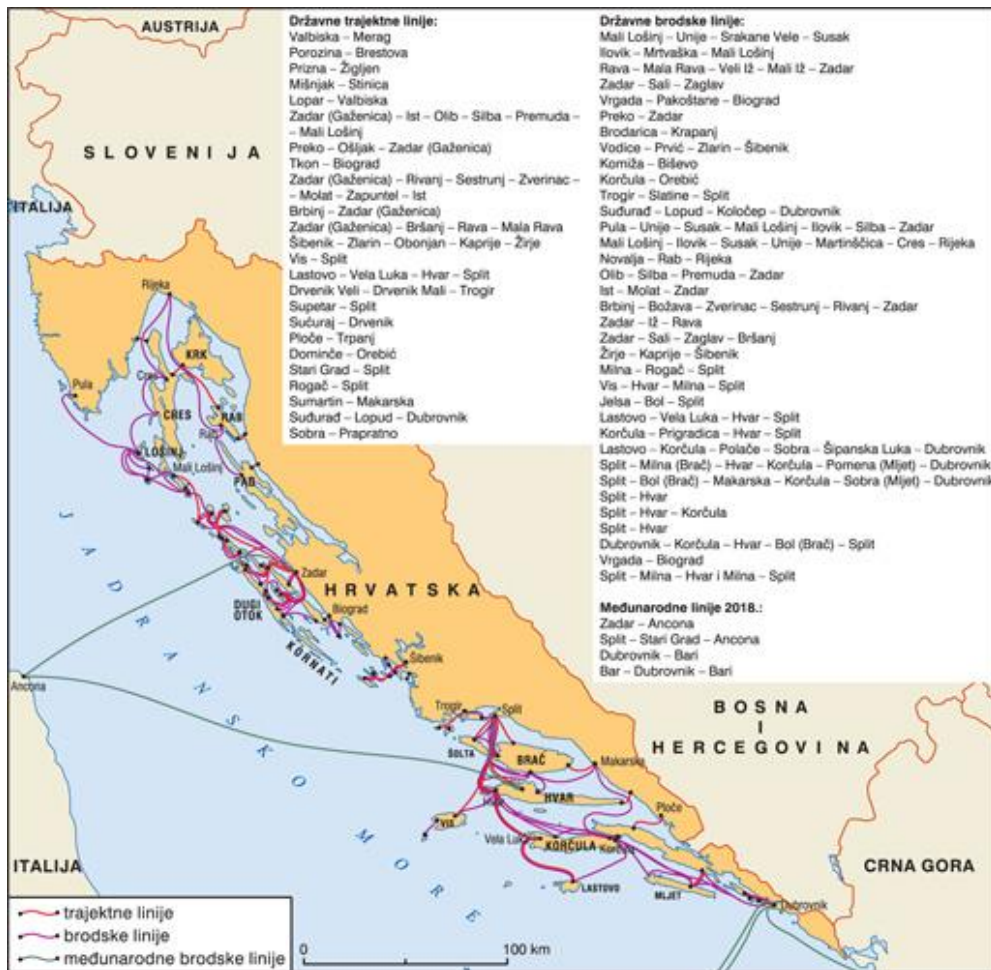 AUSTRIJA
SLOVENIJA
ITALIJA
Državne trajektne linije:
Valbiska – Merag
Porozina – Brestova
Prizna – Žigljen
Mišnjak – Stinica
Lopar – Valbiska
Zadar (Gaženica) – Ist – Olib – Silba – Premuda –
– Mali Lošinj
Preko – Ošljak – Zadar (Gaženica)
Tkon – Biograd
Zadar (Gaženica) – Rivanj – Sestrunj – Zverinac –
– Molat – Zapuntel – Ist
Brbinj – Zadar (Gaženica)
Zadar (Gaženica) – Bršanj – Rava – Mala Rava
Šibenik – Zlarin – Obonjan – Kaprije – Žirje
Vis – Split
Lastovo – Vela Luka – Hvar – Split
Drvenik Veli – Drvenik Mali – Trogir
Supetar – Split
Sućuraj – Drvenik
Ploče – Trpanj
Dominče – Orebić
Stari Grad – Split
Rogač – Split
Sumartin – Makarska
Suđurađ – Lopud – Dubrovnik
Sobra – Prapratno
Državne brodske linije:
Mali Lošinj – Unije – Srakane Vele – Susak
Ilovik – Mrtvaška – Mali Lošinj
Rava – Mala Rava – Veli Iž – Mali Iž – Zadar
Zadar – Sali – Zaglav
Vrgada – Pakoštane – Biograd
Preko – Zadar
Brodarica – Krapanj
Vodice – Prvić – Zlarin – Šibenik
Komiža – Biševo
Korčula – Orebić
Trogir – Slatine – Split
Suđurađ – Lopud – Koločep – Dubrovnik
Pula – Unije – Susak – Mali Lošinj – Ilovik – Silba – Zadar
Mali Lošinj – Ilovik – Susak – Unije – Martinšćica – Cres – Rijeka
Novalja – Rab – Rijeka
Olib – Silba – Premuda – Zadar
Ist – Molat – Zadar
Brbinj – Božava – Zverinac – Sestrunj – Rivanj – Zadar
Zadar – Iž – Rava
Zadar – Sali – Zaglav – Bršanj
Žirje – Kaprije – Šibenik
Milna – Rogač – Split
Vis – Hvar – Milna – Split
Jelsa – Bol – Split
Lastovo – Vela Luka – Hvar – Split
Korčula – Prigradica – Hvar – Split
Lastovo – Korčula – Polače – Sobra – Šipanska Luka – Dubrovnik
Split – Milna (Brač) – Hvar – Korčula – Pomena (Mljet) – Dubrovnik
Split – Bol (Brač) – Makarska – Korčula – Sobra (Mljet) – Dubrovnik
Split – Hvar
Split – Hvar – Korčula
Split – Hvar
Dubrovnik – Korčula – Hvar – Bol (Brač) – Split
Vrgada – Biograd
Split – Milna – Hvar i Milna – Split
Međunarodne linije 2018.:
Zadar – Ancona
Split – Stari Grad – Ancona
Dubrovnik – Bari
Bar – Dubrovnik – Bari
Rijeka
KRK
Pula
Cres
CRES
RAB
Rab
LOŠINJ
Mali Lošinj
PAG
Zadar
HRVATSKA
DUGI
OTOK
Biograd
KORNATI
Šibenik
Ancona
JADRANSKO MORE
Trogir
Split
ŠOLTA
BRAČ
Makarska
HVAR
Hvar
Ploče
VIS
Vela Luka
KORČULA
Korčula
LASTOVO
MLJET
Dubrovnik
BOSNA
I
HERCEGOVINA
CRNA GORA
ITALIJA
trajektne linije
brodske linije
međunarodne brodske linije
0 100 km